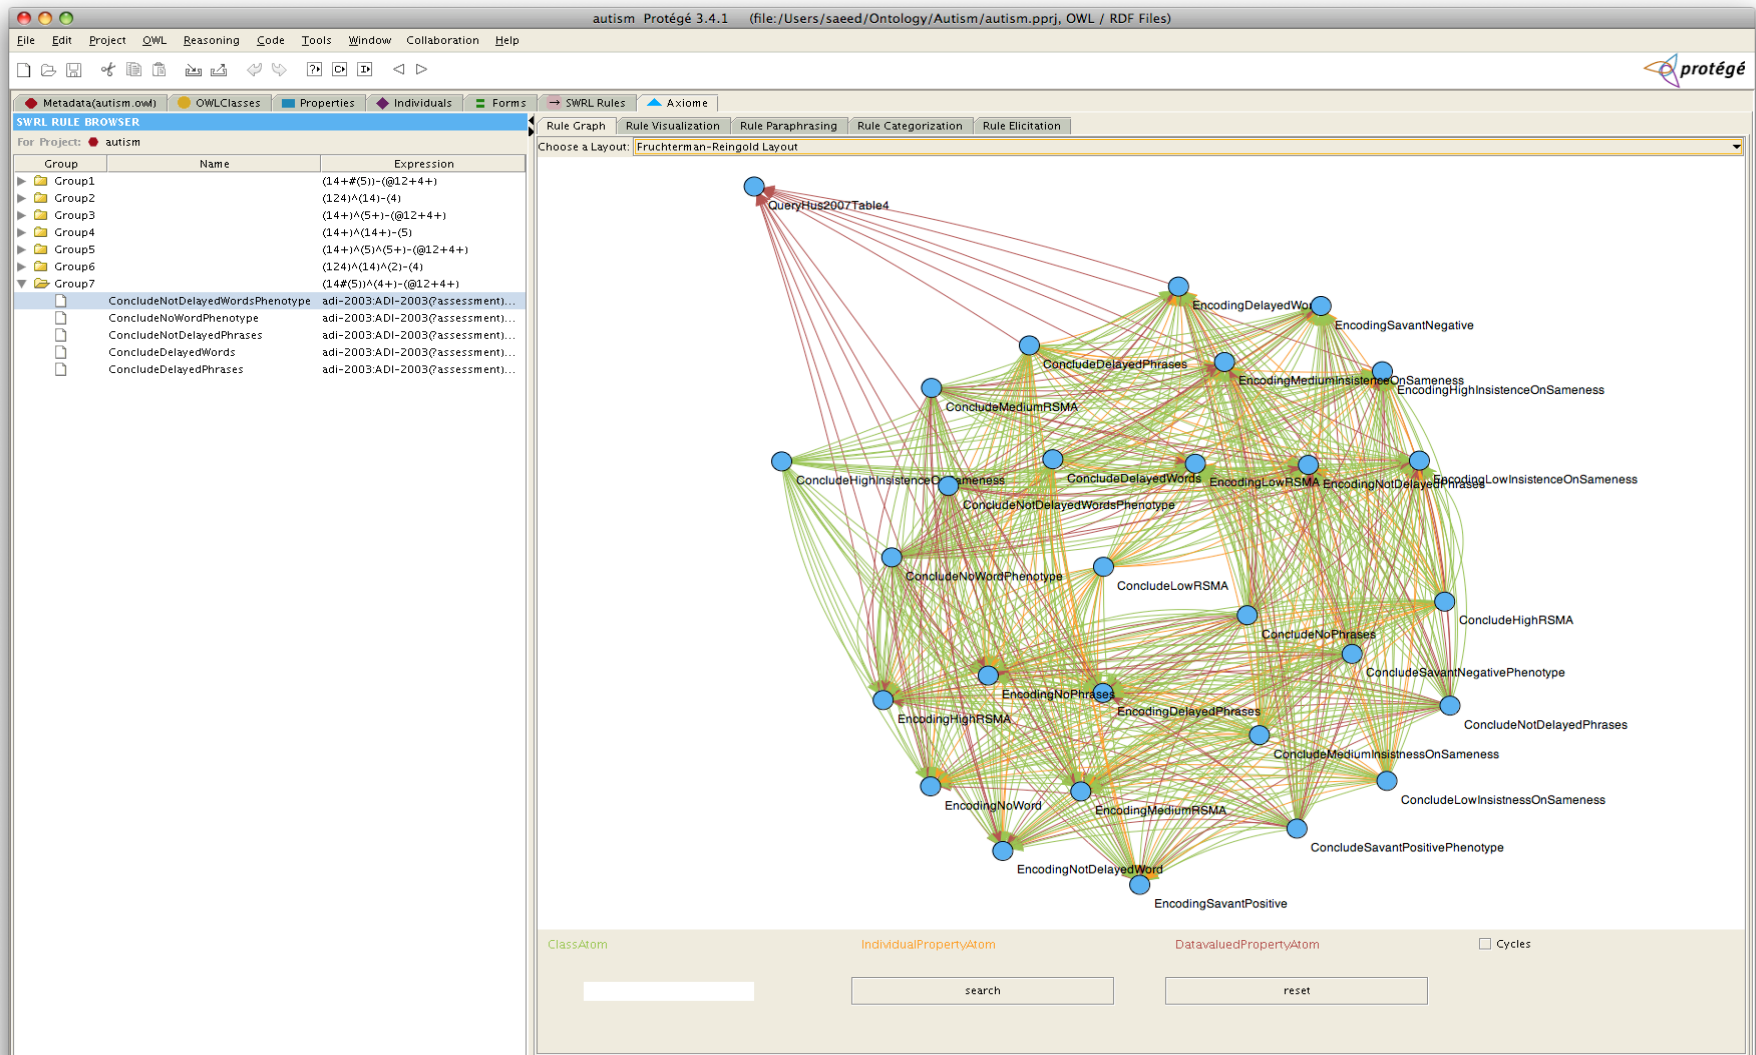 autism  Protégé 3.4.1    (file:/Users/saeed/Ontology/Autism/autism.pprj, OWL / RDF Files)
File Edit Project OWL Reasoning Code Tools Window Collaboration Help
protégé
Metadata(autism.owl) OWLClasses Properties Individuals Forms SWRL Rules Axiome
SWRL RULE BROWSER
For Project: autism
Group Name Expression
Group1 (14+#(5))-(@12+4+)
Group2 (124)^(14)-(4)
Group3 (14+)^(5+)-(@12+4+)
Group4 (14+)^(14+)-(5)
Group5 (14+)^(5)^(5+)-(@12+4+)
Group6 (124)^(14)^(2)-(4)
Group7 (14#(5))^(4+)-(@12+4+)
ConcludeNotDelayedWordsPhenotype adi-2003:ADI-2003(?assessment)...
ConcludeNoWordPhenotype adi-2003:ADI-2003(?assessment)...
ConcludeNotDelayedPhrases adi-2003:ADI-2003(?assessment)...
ConcludeDelayedWords adi-2003:ADI-2003(?assessment)...
ConcludeDelayedPhrases adi-2003:ADI-2003(?assessment)...
Rule Graph Rule Visualization Rule Paraphrasing Rule Categorization Rule Elicitation
Choose a Layout: Fruchterman-Reingold Layout
QueryHus2007Table4
EncodingDelayedWor
EncodingSavantNegative
ConcludeDelayedPhrases
EncodingMediumInsistenceOnSameness
EncodingHighInsistenceOnSameness
ConcludeMediumRSMA
ConcludeHighInsistenceOnSameness
ConcludeDelayedWords
EncodingLowRSMA
EncodingNotDelayedPhrases
EncodingLowInsistenceOnSameness
ConcludeNotDelayedWordsPhenotype
ConcludeNoWordPhenotype
ConcludeLowRSMA
ConcludeHighRSMA
ConcludeNoPhrases
ConcludeSavantNegativePhenotype
EncodingNoPhrases
EncodingDelayedPhrases
EncodingHighRSMA
ConcludeNotDelayedPhrases
ConcludeMediumInsistnessOnSameness
ConcludeLowInsistnessOnSameness
EncodingNoWord
EncodingMediumRSMA
ConcludeSavantPositivePhenotype
EncodingNotDelayedWord
EncodingSavantPositive
ClassAtom IndividualPropertyAtom DatavaluedPropertyAtom Cycles
search reset